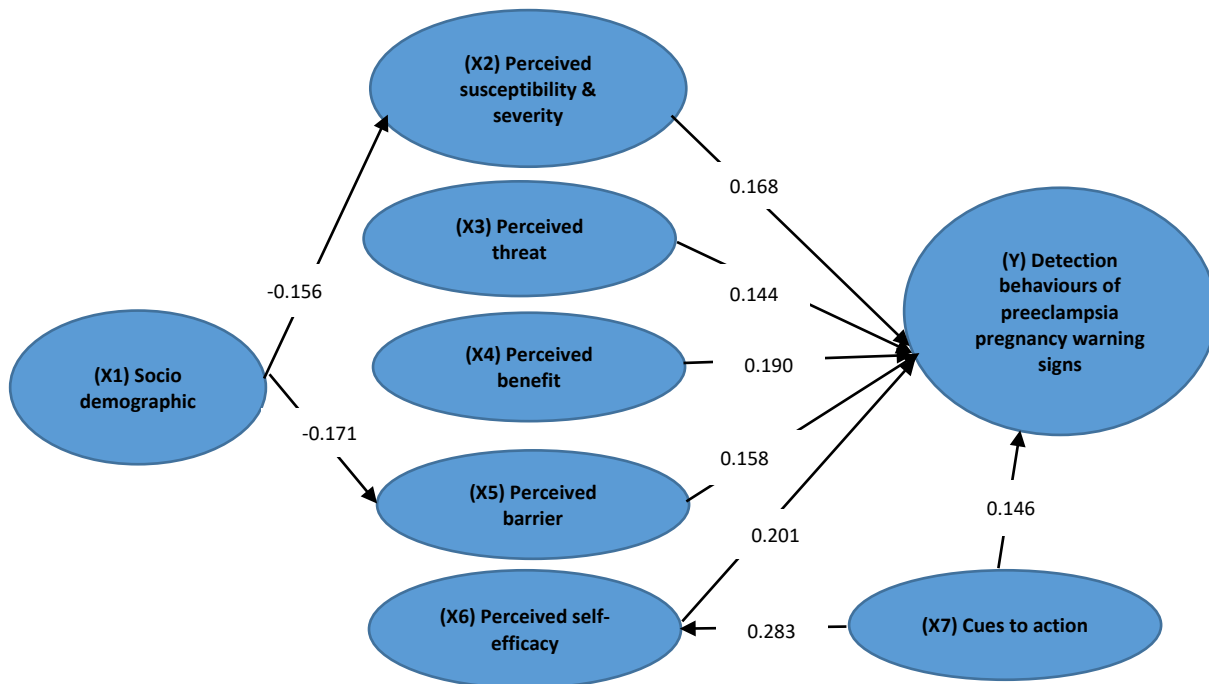 (X2) Perceived
susceptibility &
severity
0.168
(X3) Perceived
threat
(Y) Detection
behaviours of
preeclampsia
pregnancy warning
signs
-0.156
0.144
(X4) Perceived
benefit
0.190
(X1) Socio
demographic
-0.171
0.158
(X5) Perceived
barrier
0.146
0.201
(X6) Perceived self-
efficacy
0.283
(X7) Cues to action